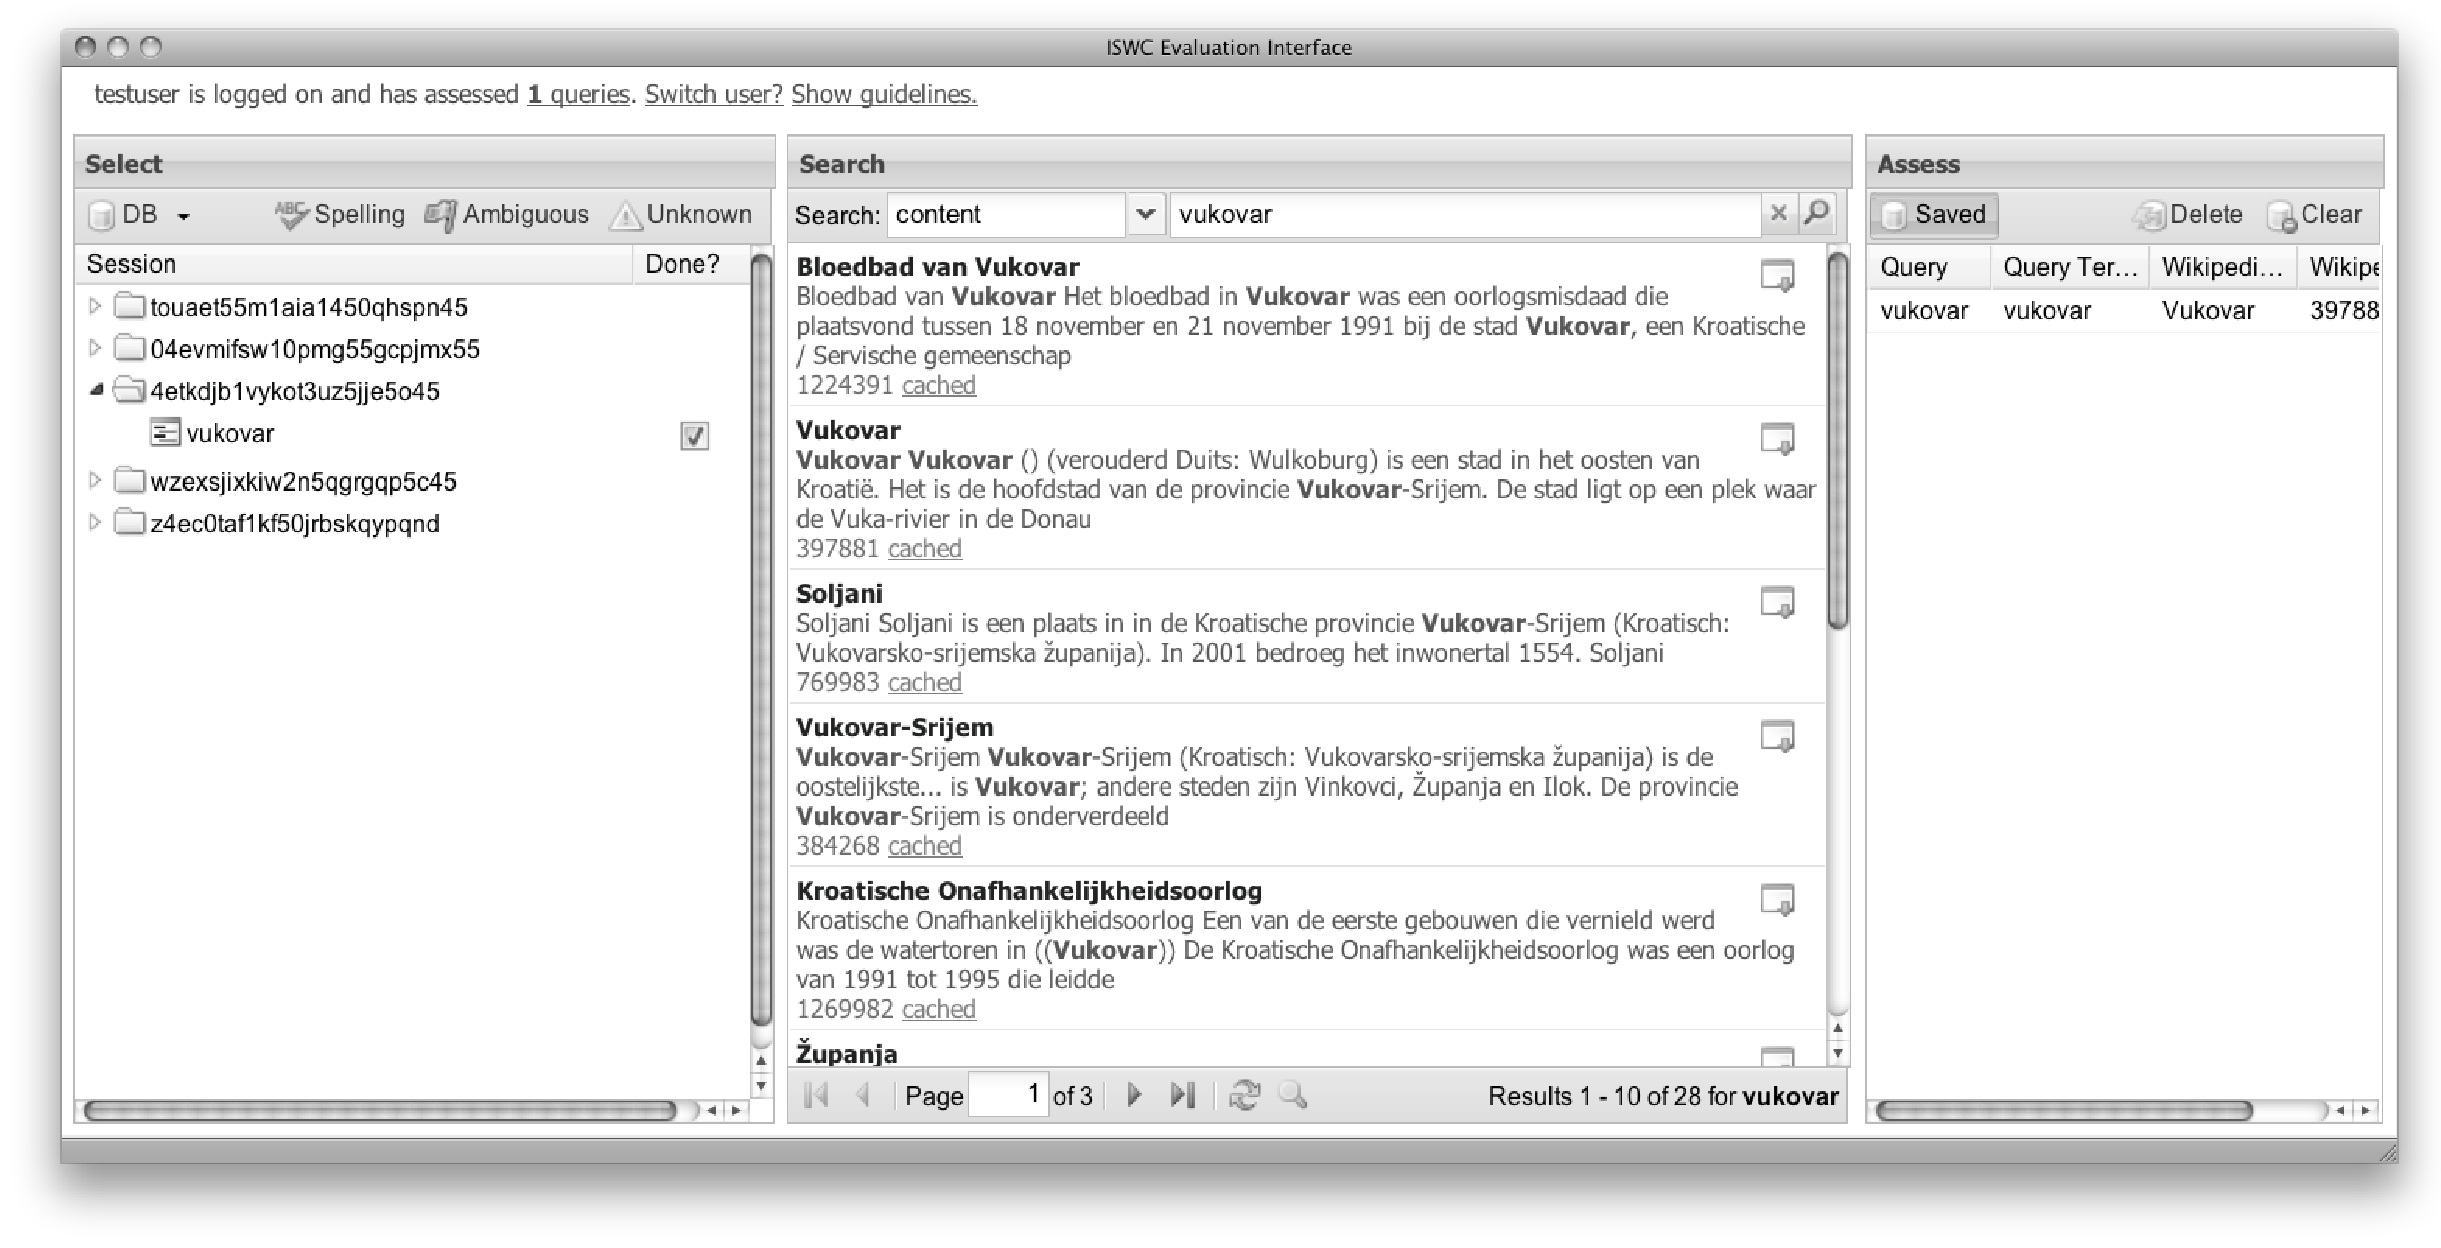 ISWC Evaluation Interface
testuser is logged on and has assessed 1 queries. Switch user? Show guidelines.
Select
DB Spelling Ambiguous Unknown
Session Done?
touaet55m1aia1450qhspn45
04evmifsw10pmg55gcpjmx55
4etkdjb1vykot3uz5jje5o45
vukovar
wzexsjixkiw2n5qgrgqp5c45
z4ec0taf1kf50jrbskqypqnd
Search
Search: content vukovar
Bloedbad van Vukovar
Bloedbad van Vukovar Het bloedbad in Vukovar was een oorlogsmisdaad die
plaatsvond tussen 18 november en 21 november 1991 bij de stad Vukovar, een Kroatische
/ Servische gemeenschap
1224391 cached
Vukovar
Vukovar Vukovar () (verouderd Duits: Wulkoburg) is een stad in het oosten van
Kroatië. Het is de hoofdstad van de provincie Vukovar-Srijem. De stad ligt op een plek waar
de Vuka-rivier in de Donau
397881 cached
Soljani
Soljani Soljani is een plaats in in de Kroatische provincie Vukovar-Srijem (Kroatisch:
Vukovarsko-srijemska županija). In 2001 bedroeg het inwonertal 1554. Soljani
769983 cached
Vukovar-Srijem
Vukovar-Srijem Vukovar-Srijem (Kroatisch: Vukovarsko-srijemska županija) is de
oostelijkste... is Vukovar; andere steden zijn Vinkovci, Županja en Ilok. De provincie
Vukovar-Srijem is onderverdeeld
384268 cached
Kroatische Onafhankelijkheidsoorlog
Kroatische Onafhankelijkheidsoorlog Een van de eerste gebouwen die vernield werd
was de watertoren in ((Vukovar)) De Kroatische Onafhankelijkheidsoorlog was een oorlog
van 1991 tot 1995 die leidde
1269982 cached
Županja
Page 1 of 3 Results 1 - 10 of 28 for vukovar
Assess
Saved Delete Clear
Query Query Ter... Wikipedi... Wikipe
vukovar vukovar Vukovar 39788